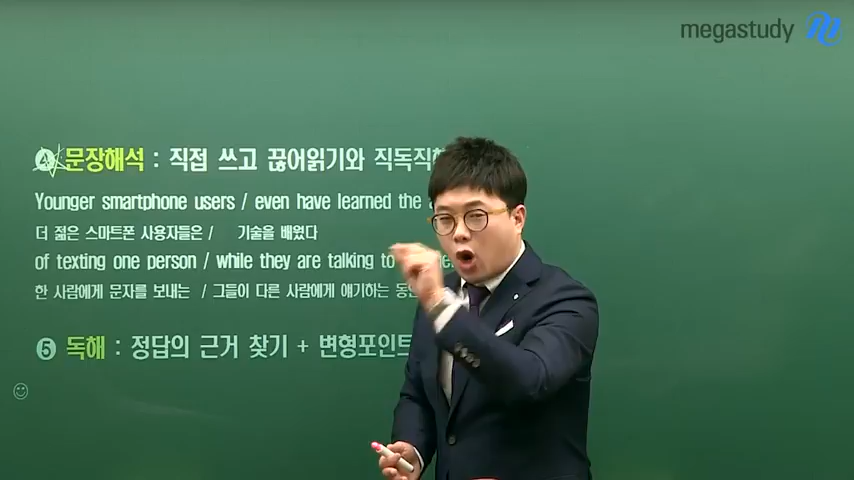 megastudy
④ 문장해석 : 직접 쓰고 끊어읽기와
Younger smartphone users / even have learned the
더 젊은 스마트폰 사용자들은 / 기술을 배웠다
of texting one person / while they are talking to
한 사람에게 문자를 보내는 / 그들이 다른 사람에게 얘기하는
⑤ 독해 : 정답의 근거 찾기 + 변형포인트